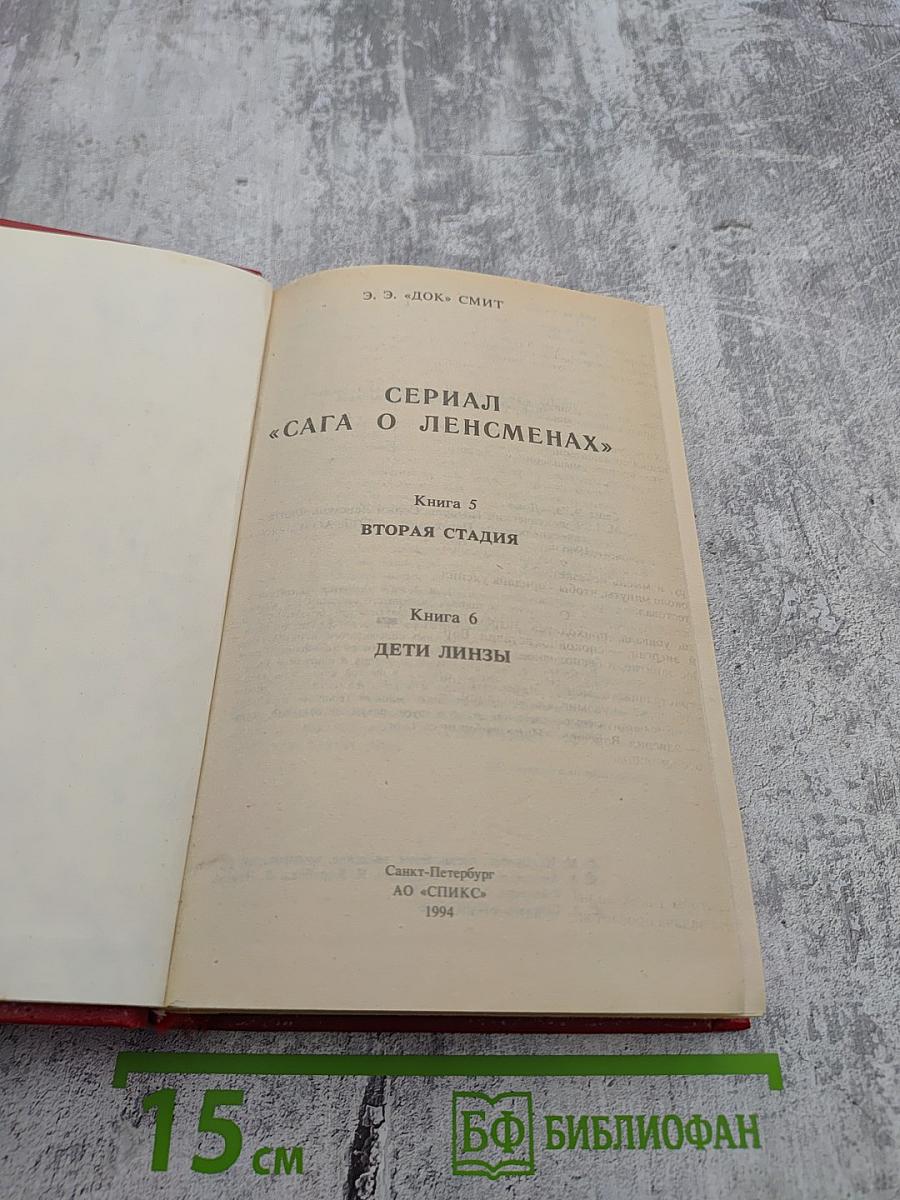 Э. Э. «ДОК» СМИТ
СЕРИАЛ
«САГА О ЛЕНСМЕНАХ»
Книга 5
ВТОРАЯ СТАДИЯ
Книга 6
ДЕТИ ЛИНЗЫ
Санкт-Петербург
АО «СПИКС»
1994
15 см
БФ БИБЛИОФАН